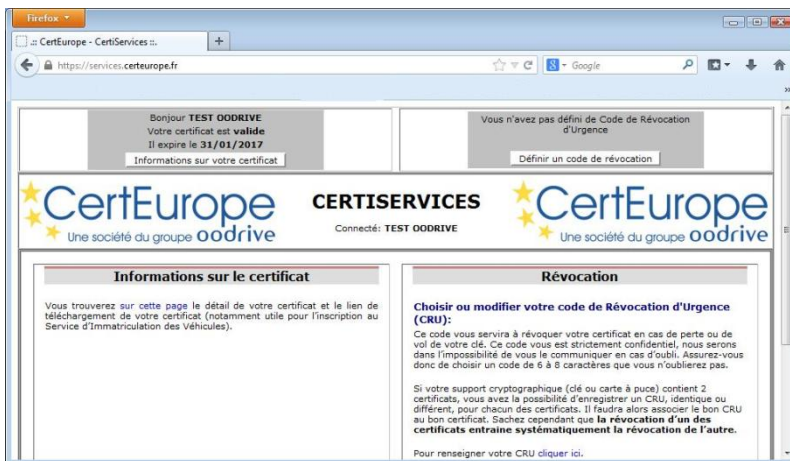 Firefox
.:: CertEurope - CertiServices ::.
+
https://services.certeurope.fr
Google
Bonjour TEST OODRIVE
Votre certificat est valide
Il expire le 31/01/2017
Informations sur votre certificat
Vous n'avez pas défini de Code de Révocation
d'Urgence
Définir un code de révocation
CertEurope
Une société du groupe oodrive
CERTISERVICES
Connecté: TEST OODRIVE
CertEurope
Une société du groupe oodrive
Informations sur le certificat
Vous trouverez sur cette page le détail de votre certificat et le lien de
téléchargement de votre certificat (notamment utile pour l'inscription au
Service d'Immatriculation des Véhicules).
Révocation
Choisir ou modifier votre code de Révocation d'Urgence
(CRU):
Ce code vous servira à révoquer votre certificat en cas de perte ou de
vol de votre clé. Ce code vous est strictement confidentiel, nous serons
dans l'impossibilité de vous le communiquer en cas d'oubli. Assurez-vous
donc de choisir un code de 6 à 8 caractères que vous n'oublierez pas.
Si votre support cryptographique (clé ou carte à puce) contient 2
certificats, vous avez la possibilité d'enregistrer un CRU, identique ou
différent, pour chacun des certificats. Il faudra alors associer le bon CRU
au bon certificat. Sachez cependant que la révocation d'un des
certificats entraine systématiquement la révocation de l'autre.
Pour renseigner votre CRU cliquer ici.